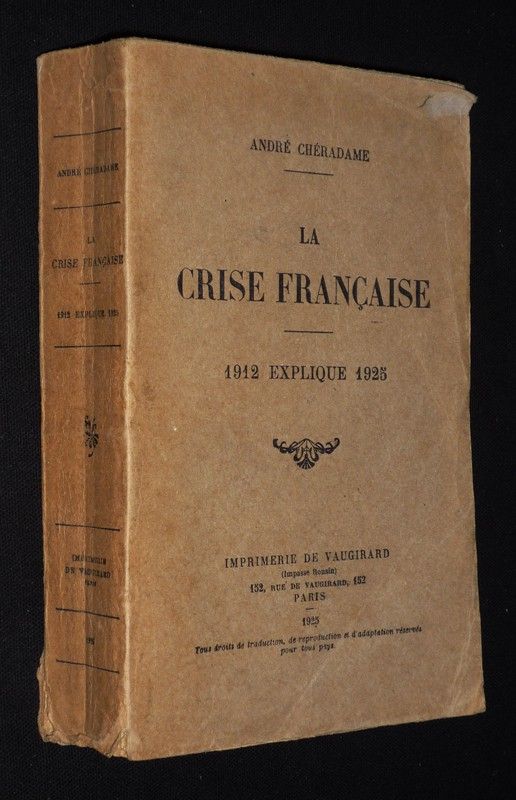 ANDRÉ CHÉRADAME
LA
CRISE FRANÇAISE
1912 EXPLIQUE 1925
IMPRIMERIE DE VAUGIRARD
(Impasse Ronsin)
152, RUE DE VAUGIRARD, 152
PARIS
1925
Tous droits de traduction, de reproduction et d'adaptation réservés
pour tous pays.
ANDRÉ CHÉRADAME
LA
CRISE FRANÇAISE
1912 EXPLIQUE 1925
IMPRIMERIE
DE VAUGIRARD
PARIS
1925